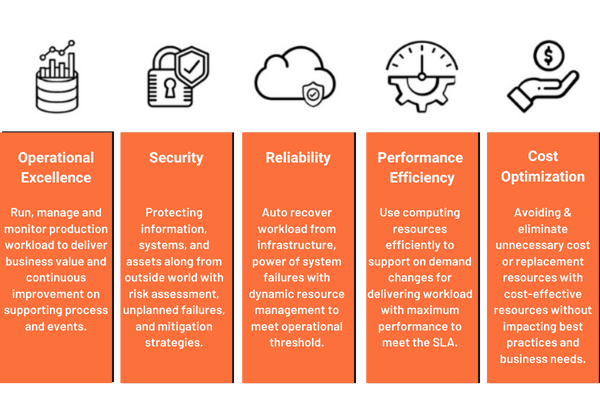 Operational
Excellence
Run, manage and
monitor production
workload to deliver
business value and
continuous
improvement on
supporting process
and events.
Security
Protecting
information,
systems, and
assets along from
outside world with
risk assessment,
unplanned failures,
and mitigation
strategies.
Reliability
Auto recover
workload from
infrastructure,
power of system
failures with
dynamic resource
management to
meet operational
threshold.
Performance
Efficiency
Use computing
resources
efficiently to
support on demand
changes for
delivering workload
with maximum
performance to
meet the SLA.
$
Cost
Optimization
Avoiding &
eliminate
unnecessary cost
or replacement
resources with
cost-effective
resources without
impacting best
practices and
business needs.